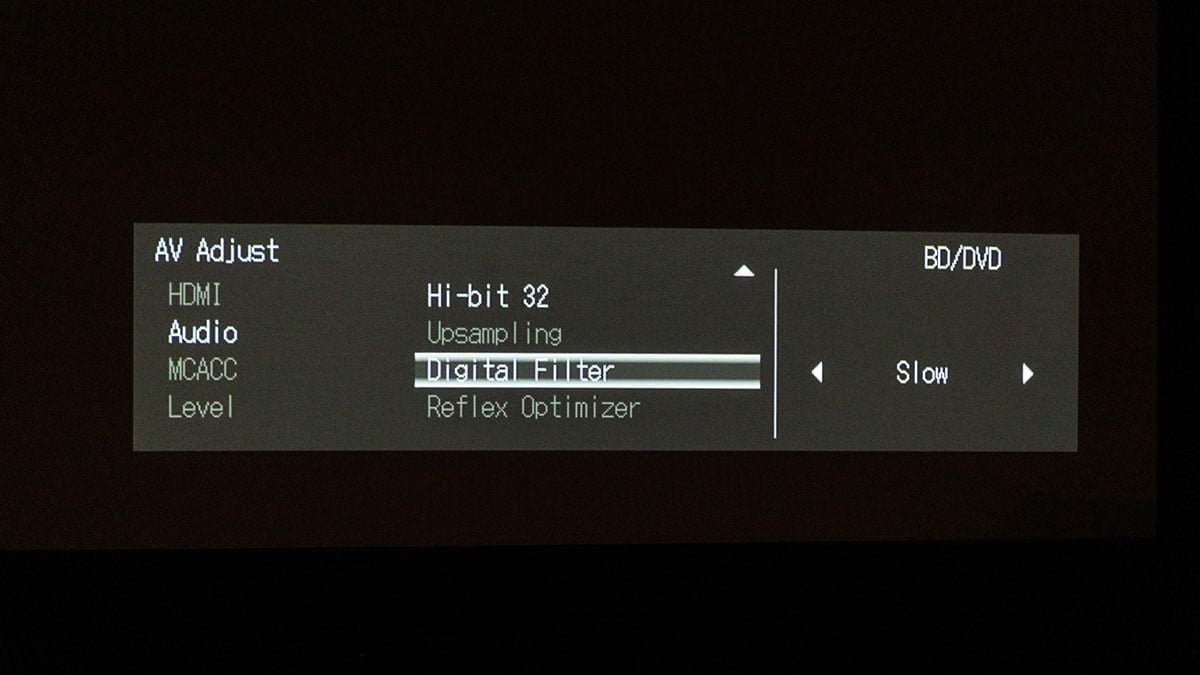 AV Adjust
BD/DVD
HDMI
Hi-bit 32
Audio
Upsampling
MCACC
Digital Filter
Slow
Level
Reflex Optimizer